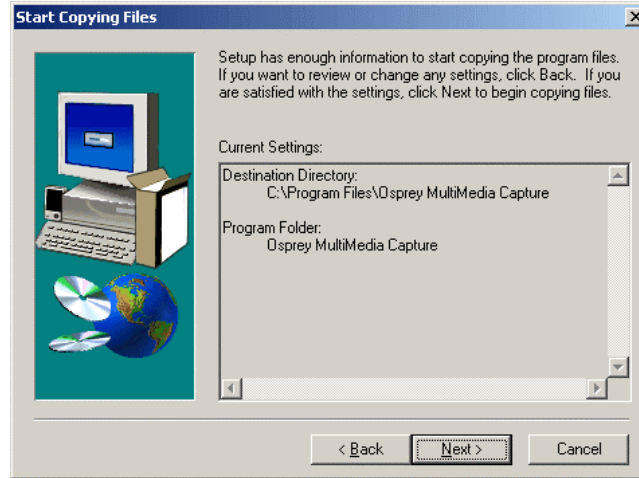 Start Copying Files
Setup has enough information to start copying the program files.
If you want to review or change any settings, click Back. If you
are satisfied with the settings, click Next to begin copying files.
Current Settings:
Destination Directory:
C:\Program Files\Osprey MultiMedia Capture
Program Folder:
Osprey MultiMedia Capture
< Back
Next >
Cancel